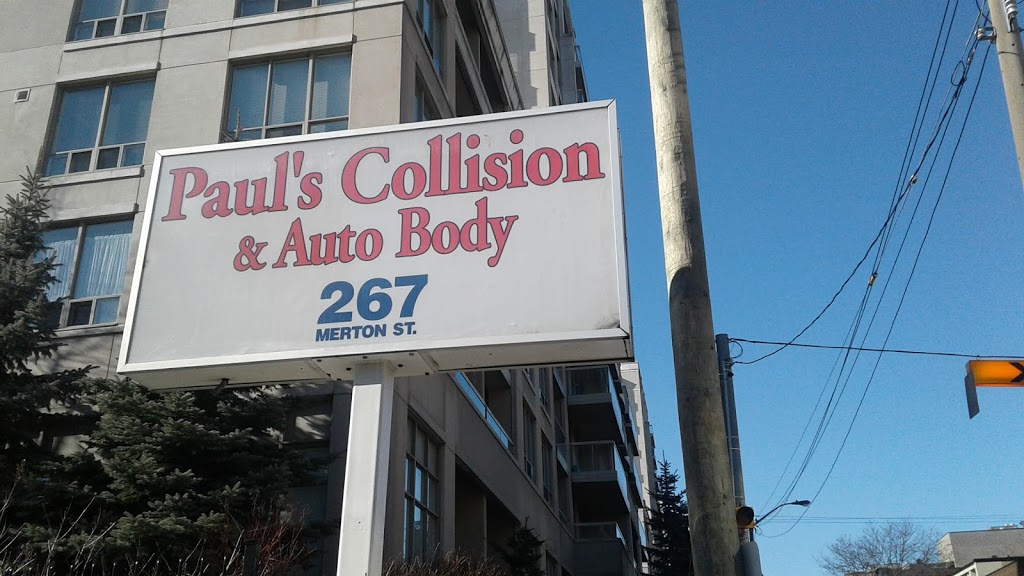 Paul's Collision
& Auto Body
267
MERTON ST.